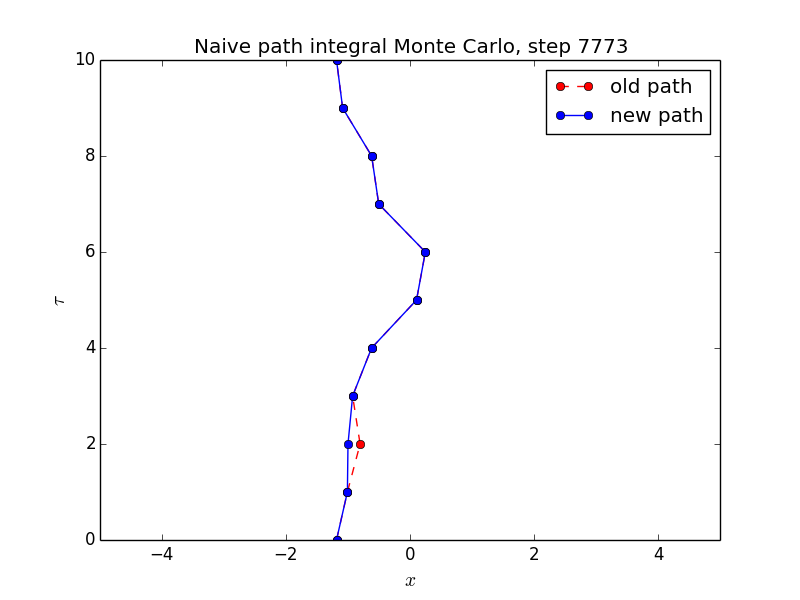 Naive path integral Monte Carlo, step 7773
old path
new path
10
8
6
4
2
0
τ
−4 −2 0 2 4
x